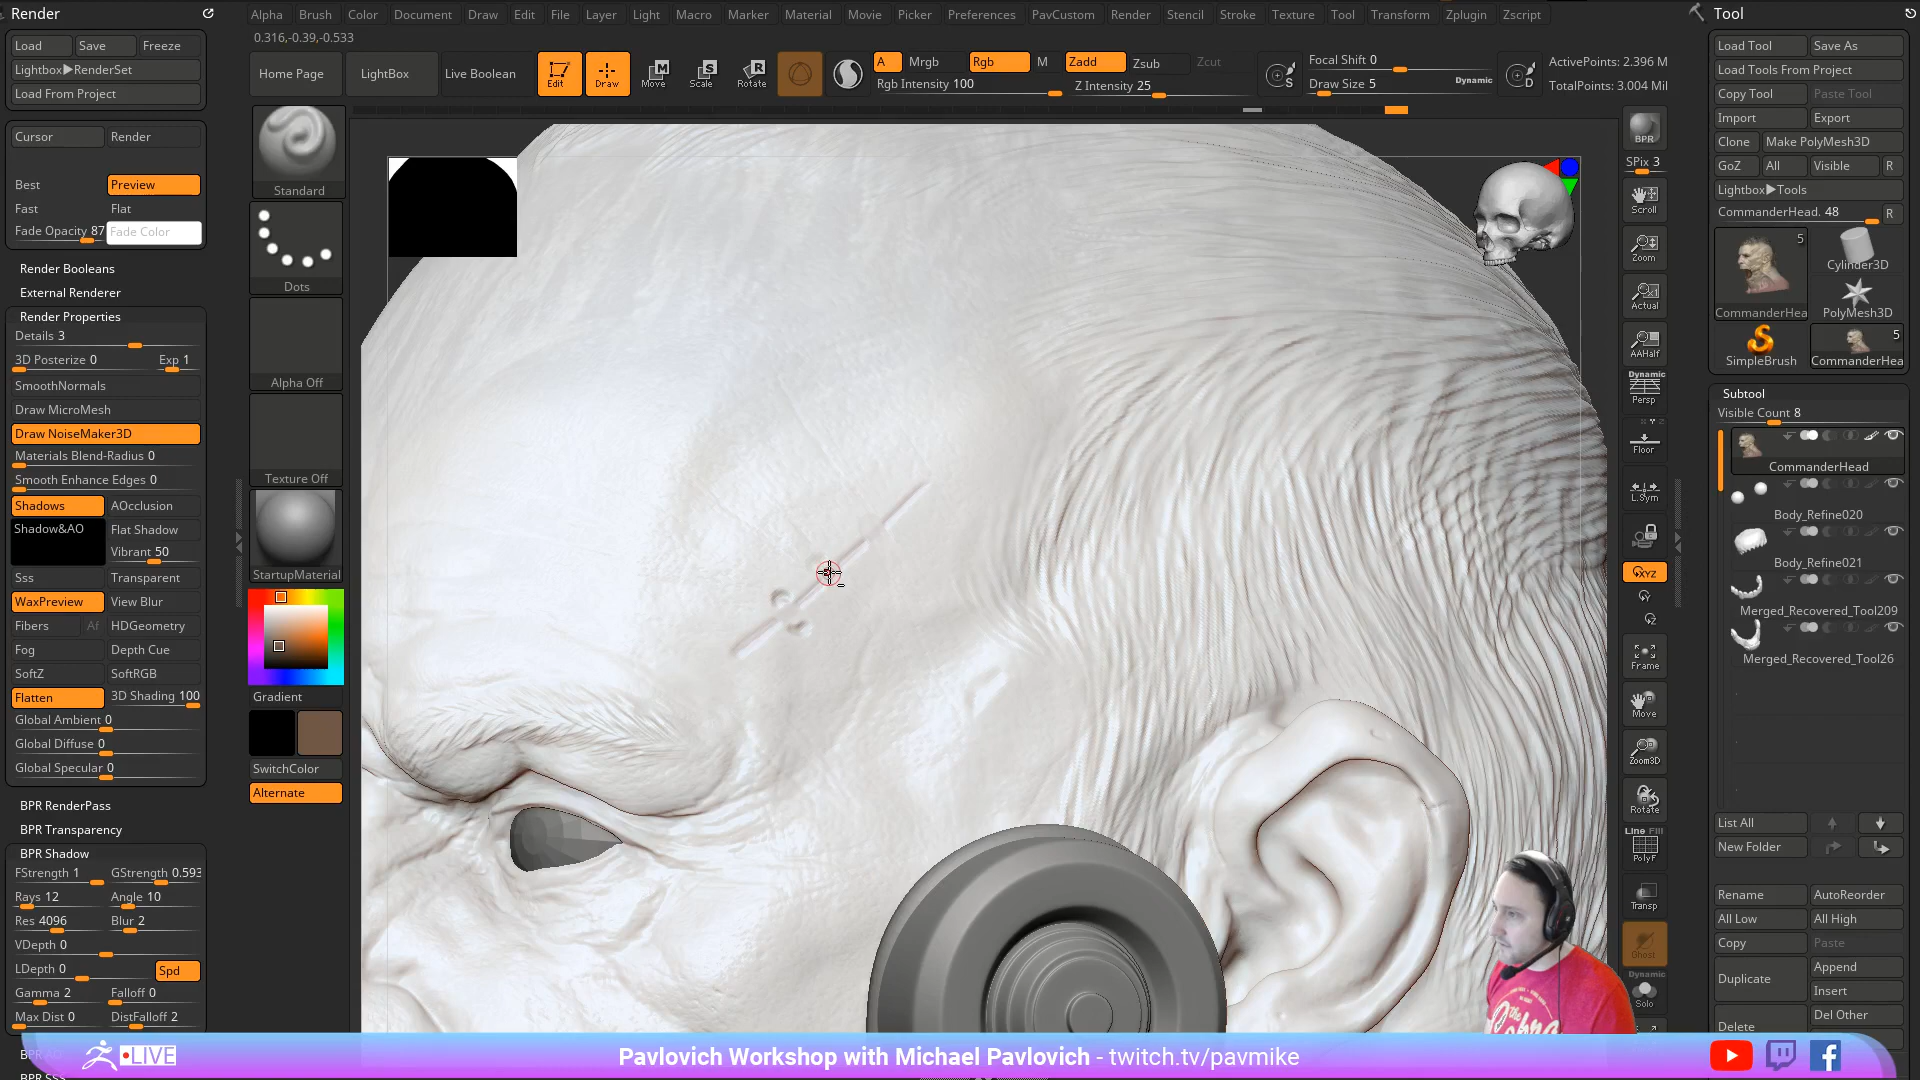 Render
Alpha Brush Color Document Draw Edit File Layer Light Macro Marker Material Movie Picker Preferences PavCustom Render Stencil Stroke Texture Tool Transform Zplugin Zscript
Tool
0.316,-0.39,-0.533
Load Save Freeze
Lightbox▶RenderSet
Load From Project
Home Page LightBox Live Boolean
Edit Draw Move Scale Rotate
A Mrgb Rgb M Zadd Zsub Zcut
Rgb Intensity 100 Z Intensity 25
Focal Shift 0
Draw Size 5 Dynamic
ActivePoints: 2.396 M
TotalPoints: 3.004 Mil
Cursor Render
Best Preview
Fast Flat
Fade Opacity 87 Fade Color
Render Booleans
External Renderer
Render Properties
Details 3
3D Posterize 0 Exp 1
SmoothNormals
Draw MicroMesh
Draw NoiseMaker3D
Materials Blend-Radius 0
Smooth Enhance Edges 0
Shadows AOcclusion
Shadow&AO Flat Shadow
Vibrant 50
Sss Transparent
WaxPreview View Blur
Fibers Af HDGeometry
Fog Depth Cue
SoftZ SoftRGB
Flatten 3D Shading 100
Global Ambient 0
Global Diffuse 0
Global Specular 0
BPR RenderPass
BPR Transparency
BPR Shadow
FStrength 1 GStrength 0.593
Rays 12 Angle 10
Res 4096 Blur 2
VDepth 0
LDepth 0 Spd
Gamma 2 Falloff 0
Max Dist 0 DistFalloff 2
Standard
Dots
Alpha Off
Texture Off
StartupMaterial
Gradient
SwitchColor
Alternate
BPR
SPix 3
Scroll
Zoom
Actual
AAHalf
Dynamic
Persp
Floor
L.Sym
XYZ
Frame
Move
Zoom3D
Rotate
Line Fill
PolyF
Transp
Ghost
Dynamic
Solo
Load Tool Save As
Load Tools From Project
Copy Tool Paste Tool
Import Export
Clone Make PolyMesh3D
GoZ All Visible R
Lightbox▶Tools
CommanderHead. 48 R
5
Cylinder3D
CommanderHea PolyMesh3D
5
SimpleBrush CommanderHea
Subtool
Visible Count 8
CommanderHead
Body_Refine020
Body_Refine021
Merged_Recovered_Tool209
Merged_Recovered_Tool26
List All
New Folder
Rename AutoReorder
All Low All High
Copy Paste
Duplicate Append
Insert
Del Other
Delete
LIVE
Pavlovich Workshop with Michael Pavlovich - twitch.tv/pavmike